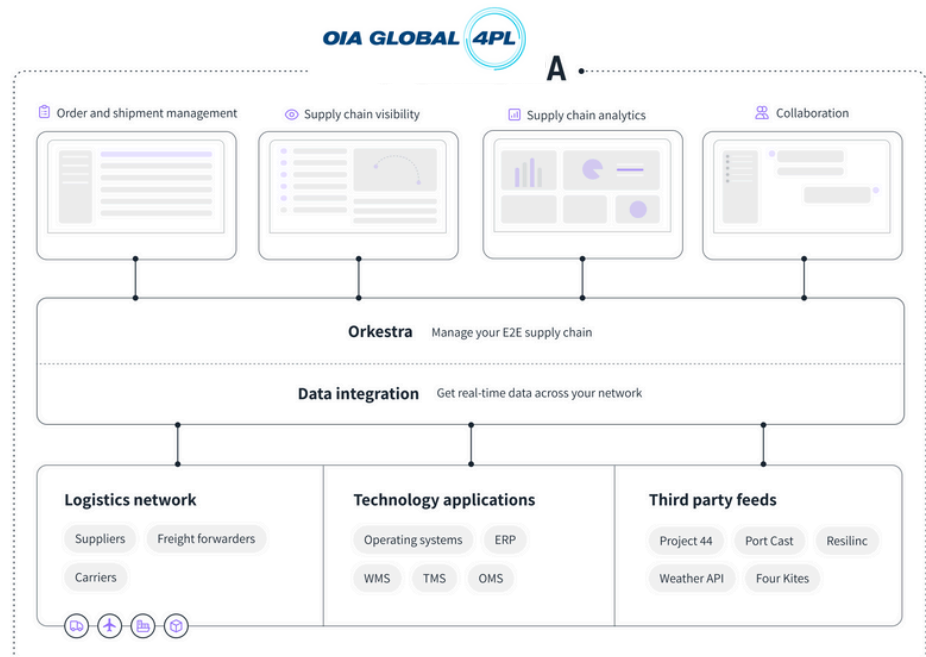 OIA GLOBAL 4PL
A
Order and shipment management
Supply chain visibility
Supply chain analytics
Collaboration
Orkestra Manage your E2E supply chain
Data integration Get real-time data across your network
Logistics network
Suppliers Freight forwarders
Carriers
Technology applications
Operating systems ERP
WMS TMS OMS
Third party feeds
Project 44 Port Cast Resilinc
Weather API Four Kites